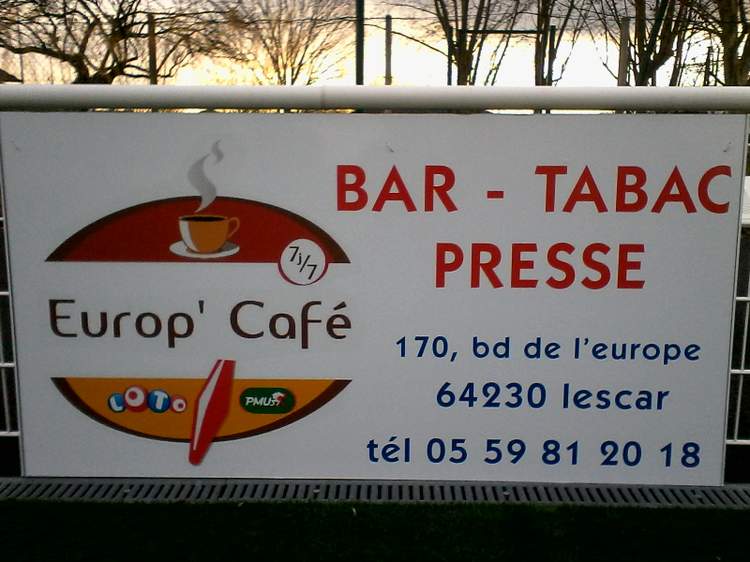 BAR - TABAC
PRESSE
7j/7
Europ' Café
LOTO
PMU
170, bd de l'europe
64230 lescar
tél 05 59 81 20 18